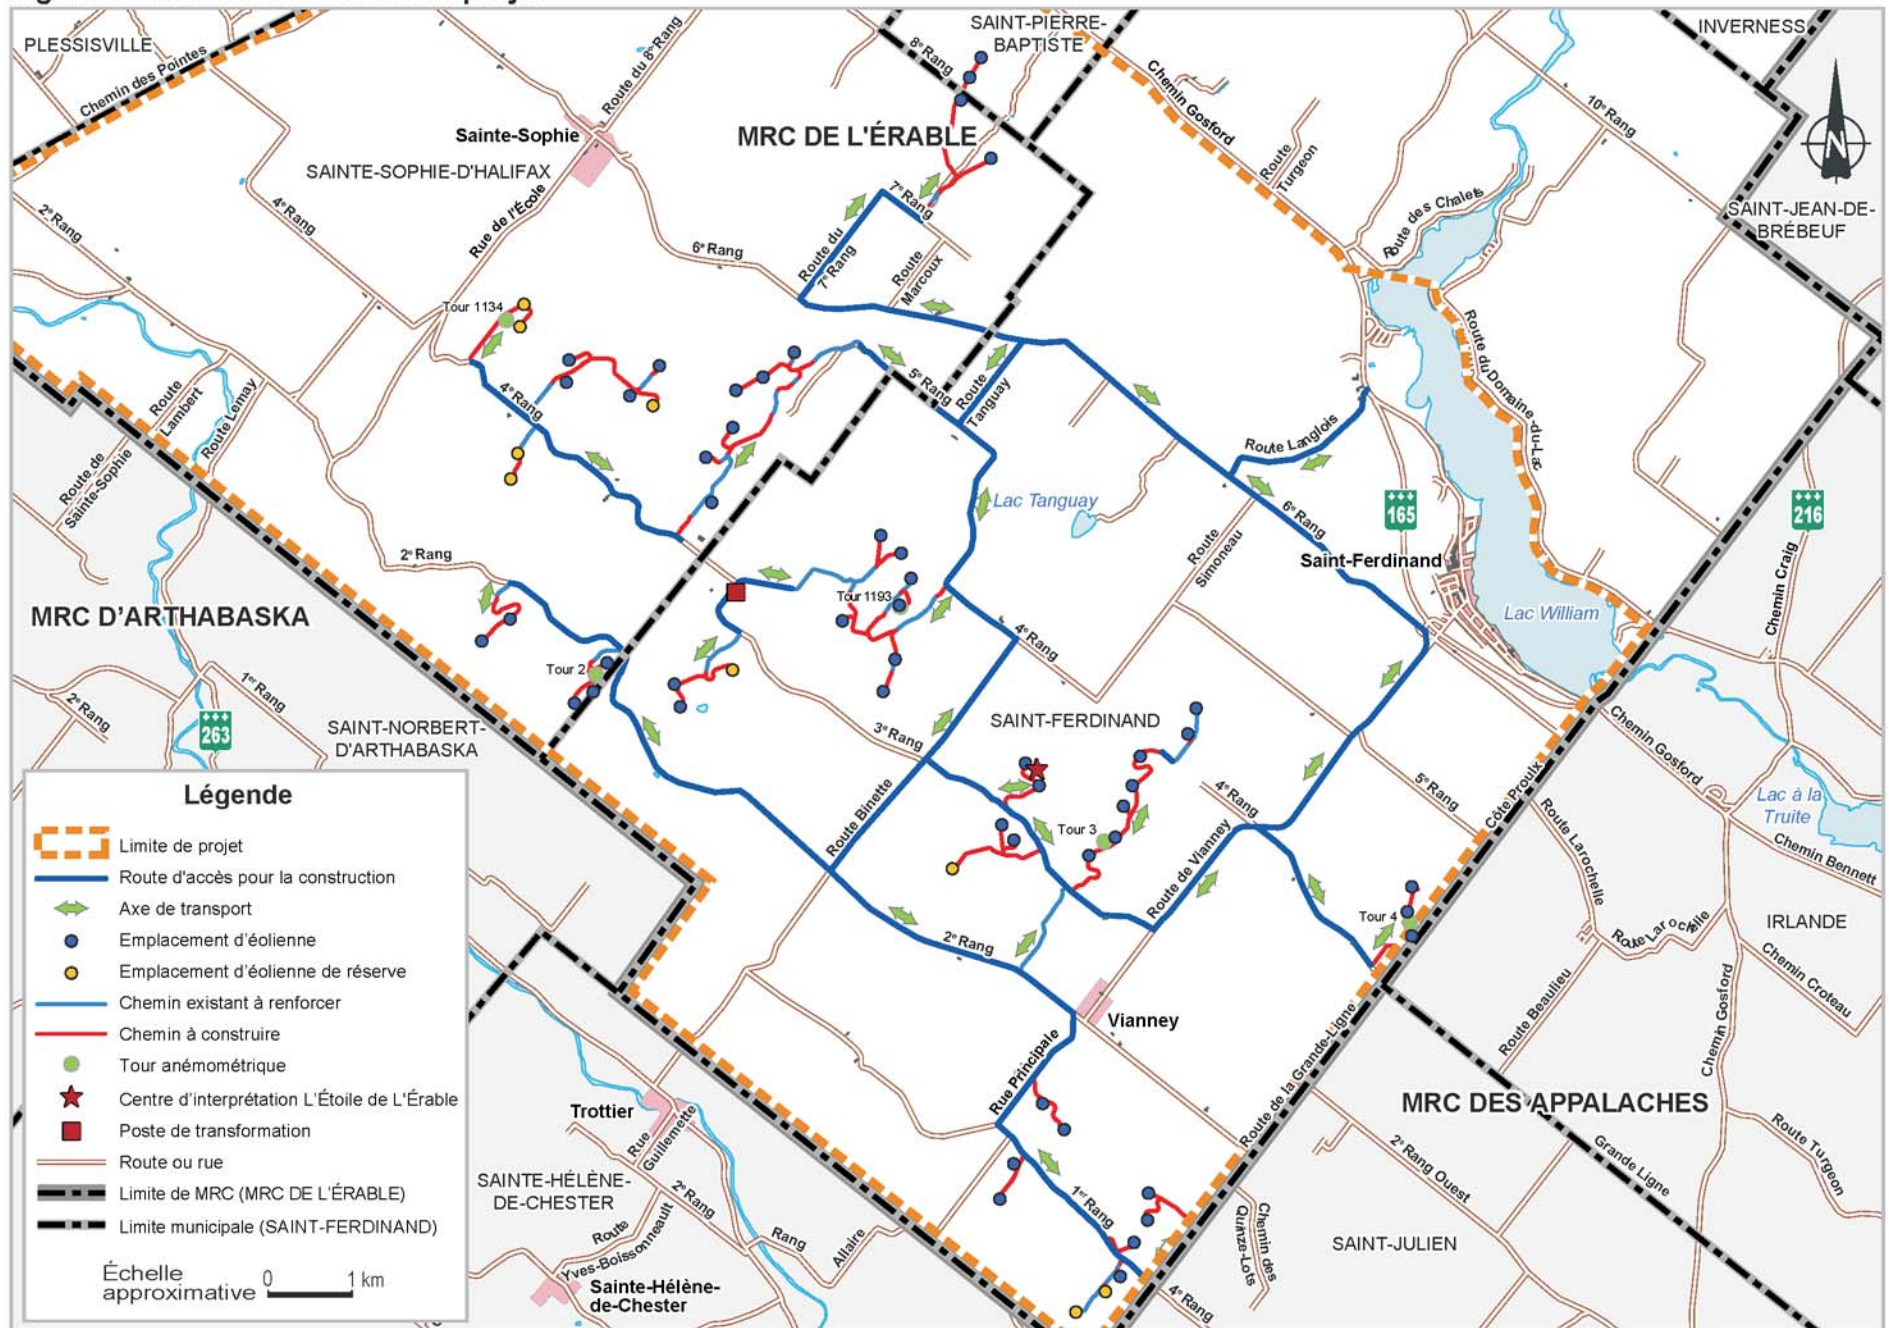 PLESSISVILLE
Chemin des Pointes
Route du 8e Rang
SAINT-PIERRE-
BAPTISTE
8e Rang
INVERNESS
Chemin Gosford
10e Rang
N
Sainte-Sophie
MRC DE L'ÉRABLE
SAINTE-SOPHIE-D'HALIFAX
Route
Turgeon
Rue de l'École
7e Rang
Route des Chalets
SAINT-JEAN-DE-
BRÉBEUF
2e Rang
4e Rang
6e Rang
Route du
7e Rang
Route
Marcoux
Tour 1134
Route du Domaine-du-Lac
Route
Lambert
Route Lemay
4e Rang
5e Rang
Route
Tanguay
Route Langlois
Route de
Sainte-Sophie
Lac Tanguay
6e Rang
165
216
Route
Simoneau
Saint-Ferdinand
2e Rang
Chemin Craig
MRC D'ARTHABASKA
Tour 1193
Lac William
4e Rang
Tour 2
1er Rang
2e Rang
263
SAINT-NORBERT-
D'ARTHABASKA
SAINT-FERDINAND
3e Rang
Chemin Gosford
Route Binette
4e Rang
5e Rang
Côte Proulx
Lac à la
Truite
Tour 3
Route de Vianney
Route Larochelle
Chemin Bennett
Tour 4
IRLANDE
Route Larochelle
2e Rang
Chemin Croteau
Route Beaulieu
Chemin Gosford
Vianney
Rue Principale
Route de la Grande-Ligne
MRC DES APPALACHES
Trottier
Rue
Guillemette
2e Rang Ouest
Grande Ligne
Route Turgeon
SAINTE-HÉLÈNE-
DE-CHESTER
2e Rang
Route
Yves-Boissonneault
Rang
Allaire
1er Rang
Chemin des
Quinze-Lots
SAINT-JULIEN
Sainte-Hélène-
de-Chester
4e Rang
Légende
Limite de projet
Route d'accès pour la construction
Axe de transport
Emplacement d'éolienne
Emplacement d'éolienne de réserve
Chemin existant à renforcer
Chemin à construire
Tour anémométrique
Centre d'interprétation L'Étoile de L'Érable
Poste de transformation
Route ou rue
Limite de MRC (MRC DE L'ÉRABLE)
Limite municipale (SAINT-FERDINAND)
Échelle
approximative
0 1 km